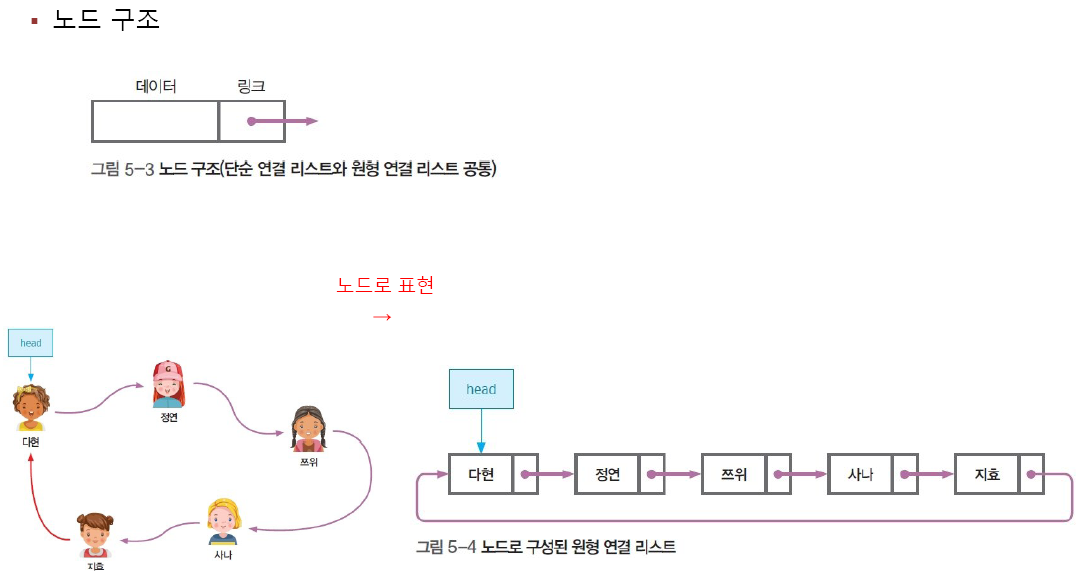 ▪ 노드 구조
데이터 링크
그림 5-3 노드 구조(단순 연결 리스트와 원형 연결 리스트 공통)
노드로 표현
→
head
G
정연
다현
쯔위
사나
지효
head
다현 정연 쯔위 사나 지효
그림 5-4 노드로 구성된 원형 연결 리스트